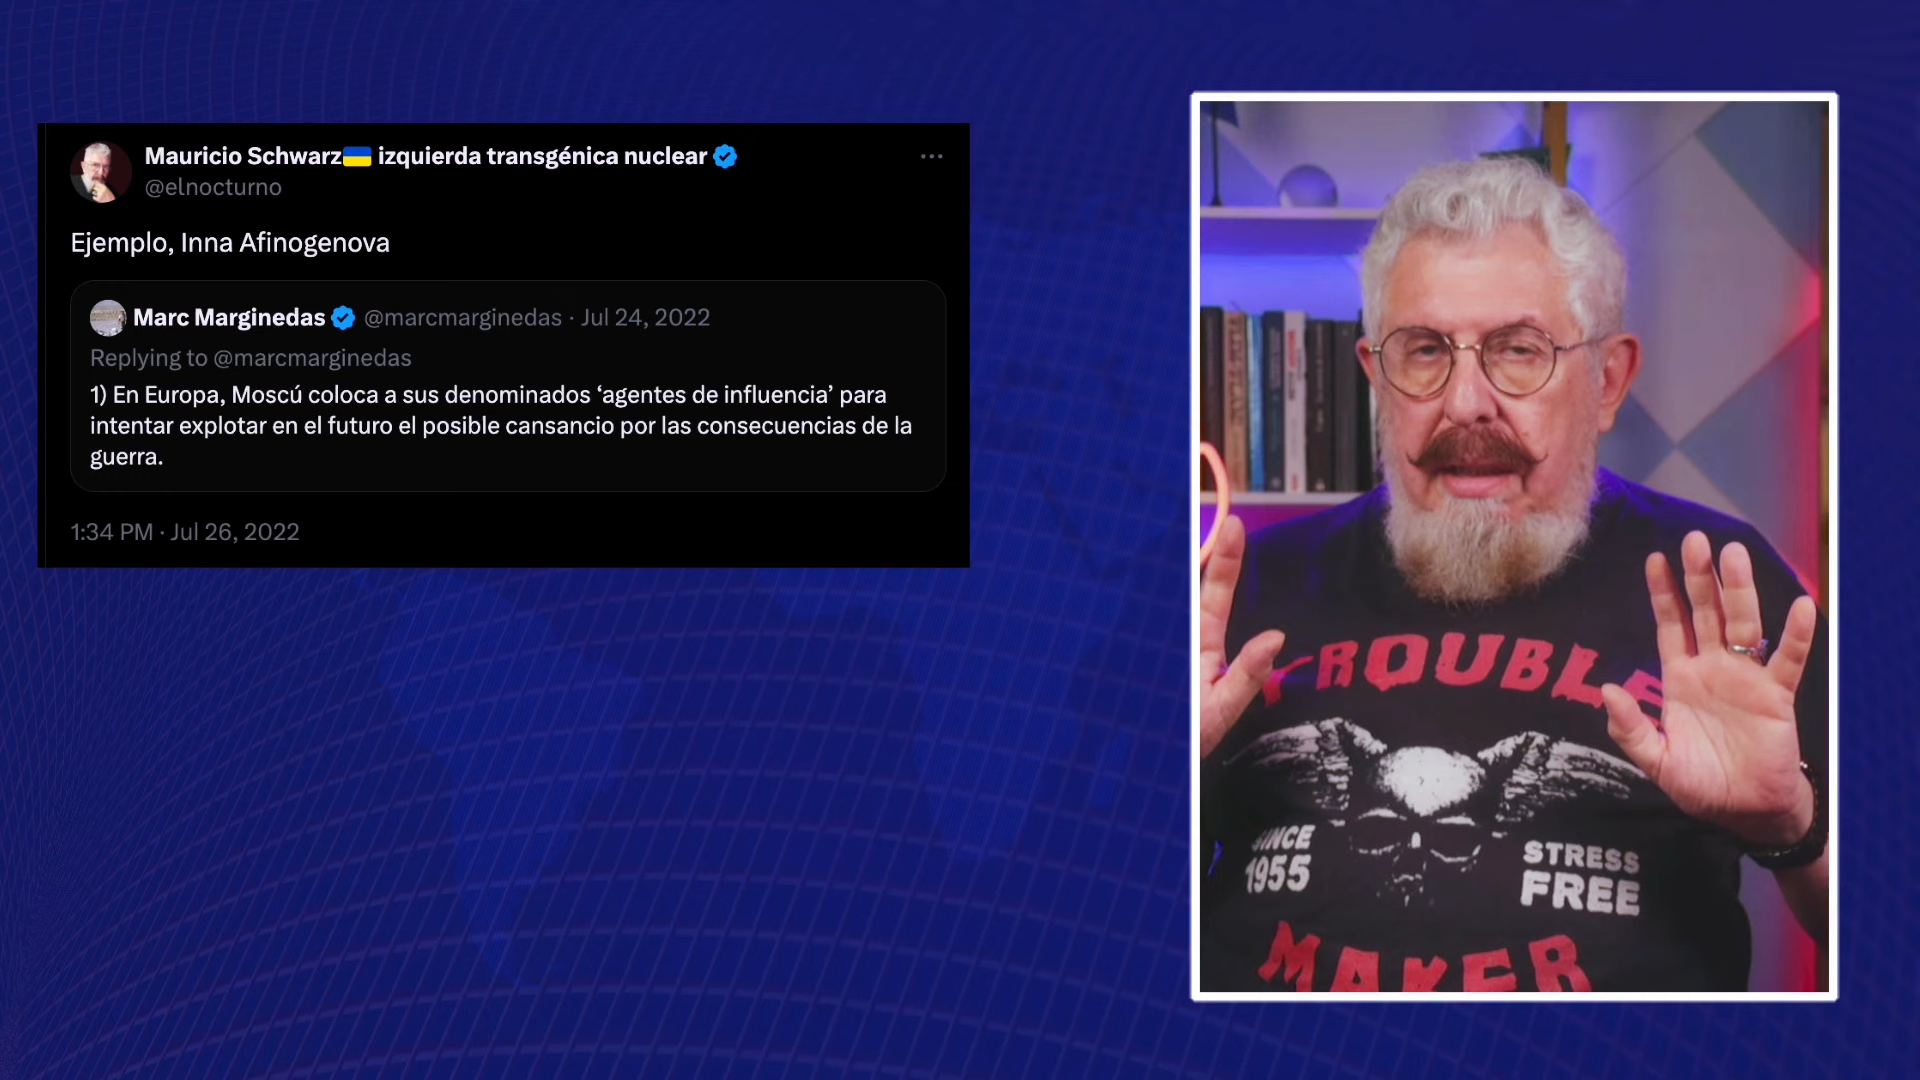 Mauricio Schwarz🇺🇦 izquierda transgénica nuclear
@elnocturno
Ejemplo, Inna Afinogenova
Marc Marginedas @marcmarginedas · Jul 24, 2022
Replying to @marcmarginedas
1) En Europa, Moscú coloca a sus denominados ‘agentes de influencia’ para
intentar explotar en el futuro el posible cansancio por las consecuencias de la
guerra.
1:34 PM · Jul 26, 2022
TROUBLE
SINCE
1955
STRESS
FREE
MAKER